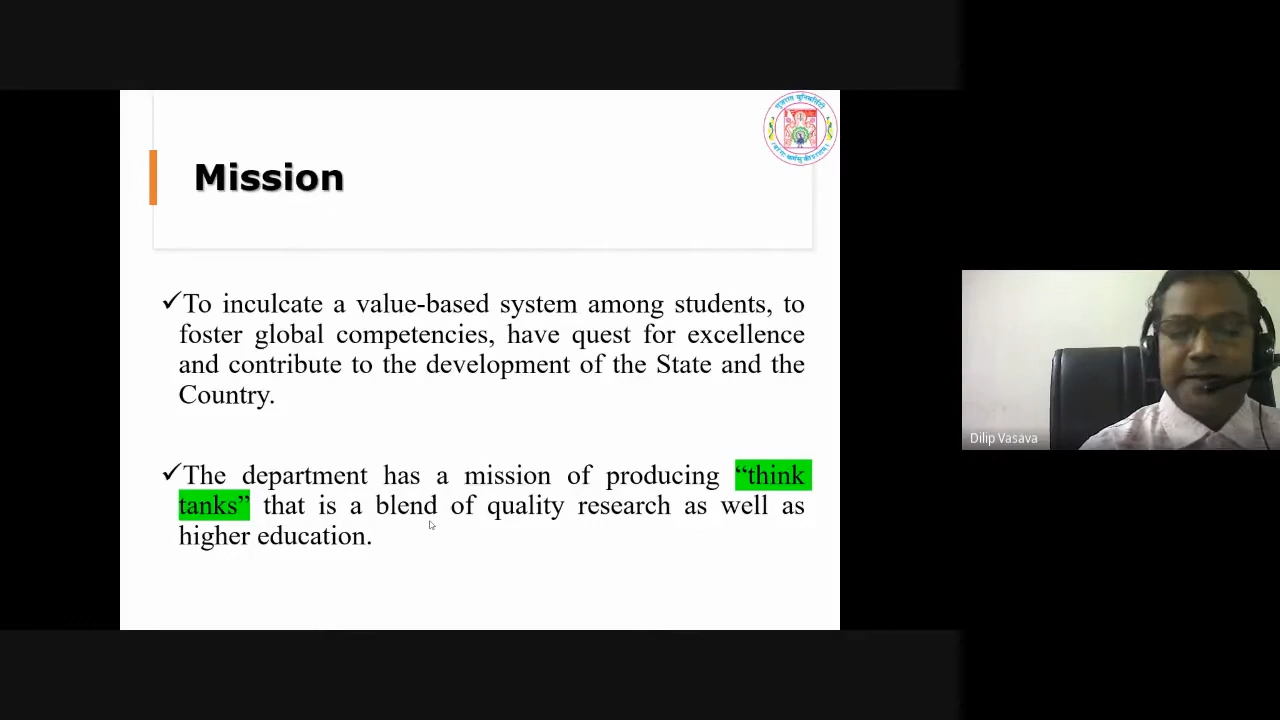 गुजरात युनिवर्सिटी
Mission
✓To inculcate a value-based system among students, to
foster global competencies, have quest for excellence
and contribute to the development of the State and the
Country.
✓The department has a mission of producing “think
tanks” that is a blend of quality research as well as
higher education.
Dilip Vasava